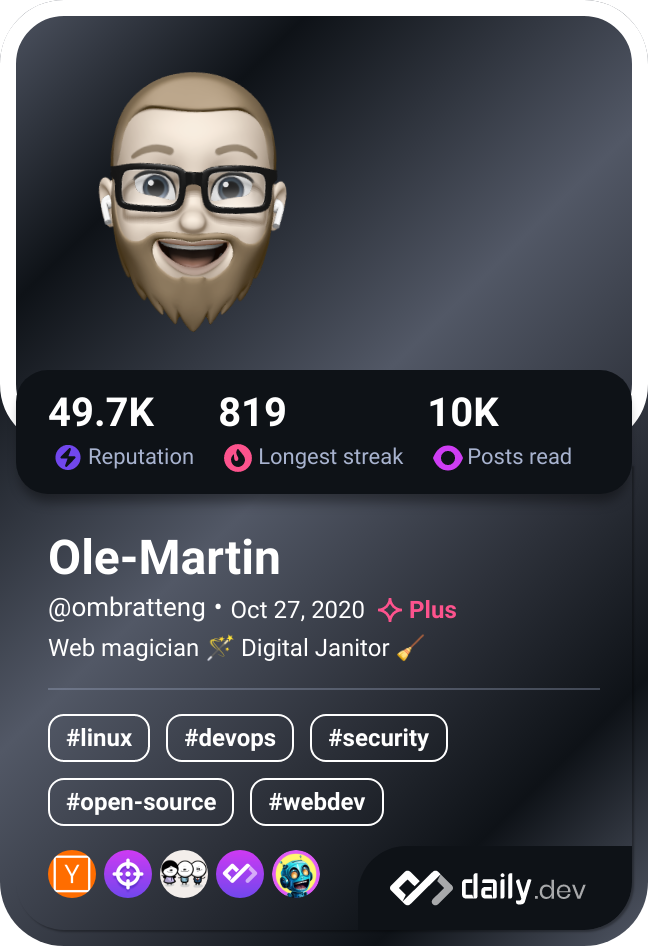 49.7K 819 10K
Reputation Longest streak Posts read
Ole-Martin
@ombratteng • Oct 27, 2020 Plus
Web magician 🪄 Digital Janitor 🧹
#linux #devops #security
#open-source #webdev
Y
daily.dev